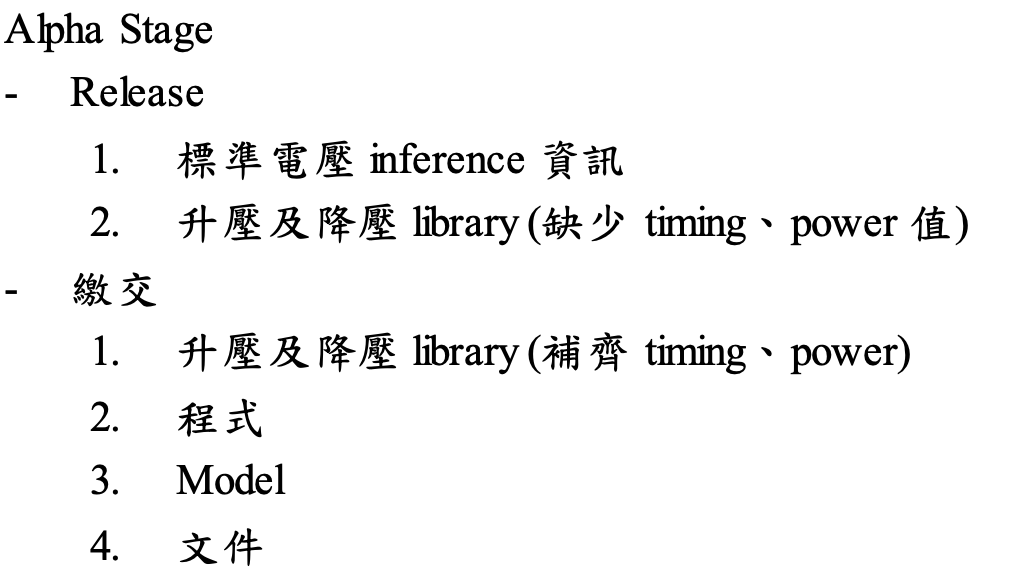 Alpha Stage
- Release
1. 標準電壓 inference 資訊
2. 升壓及降壓 library (缺少 timing、power 值)
- 繳交
1. 升壓及降壓 library (補齊 timing、power)
2. 程式
3. Model
4. 文件